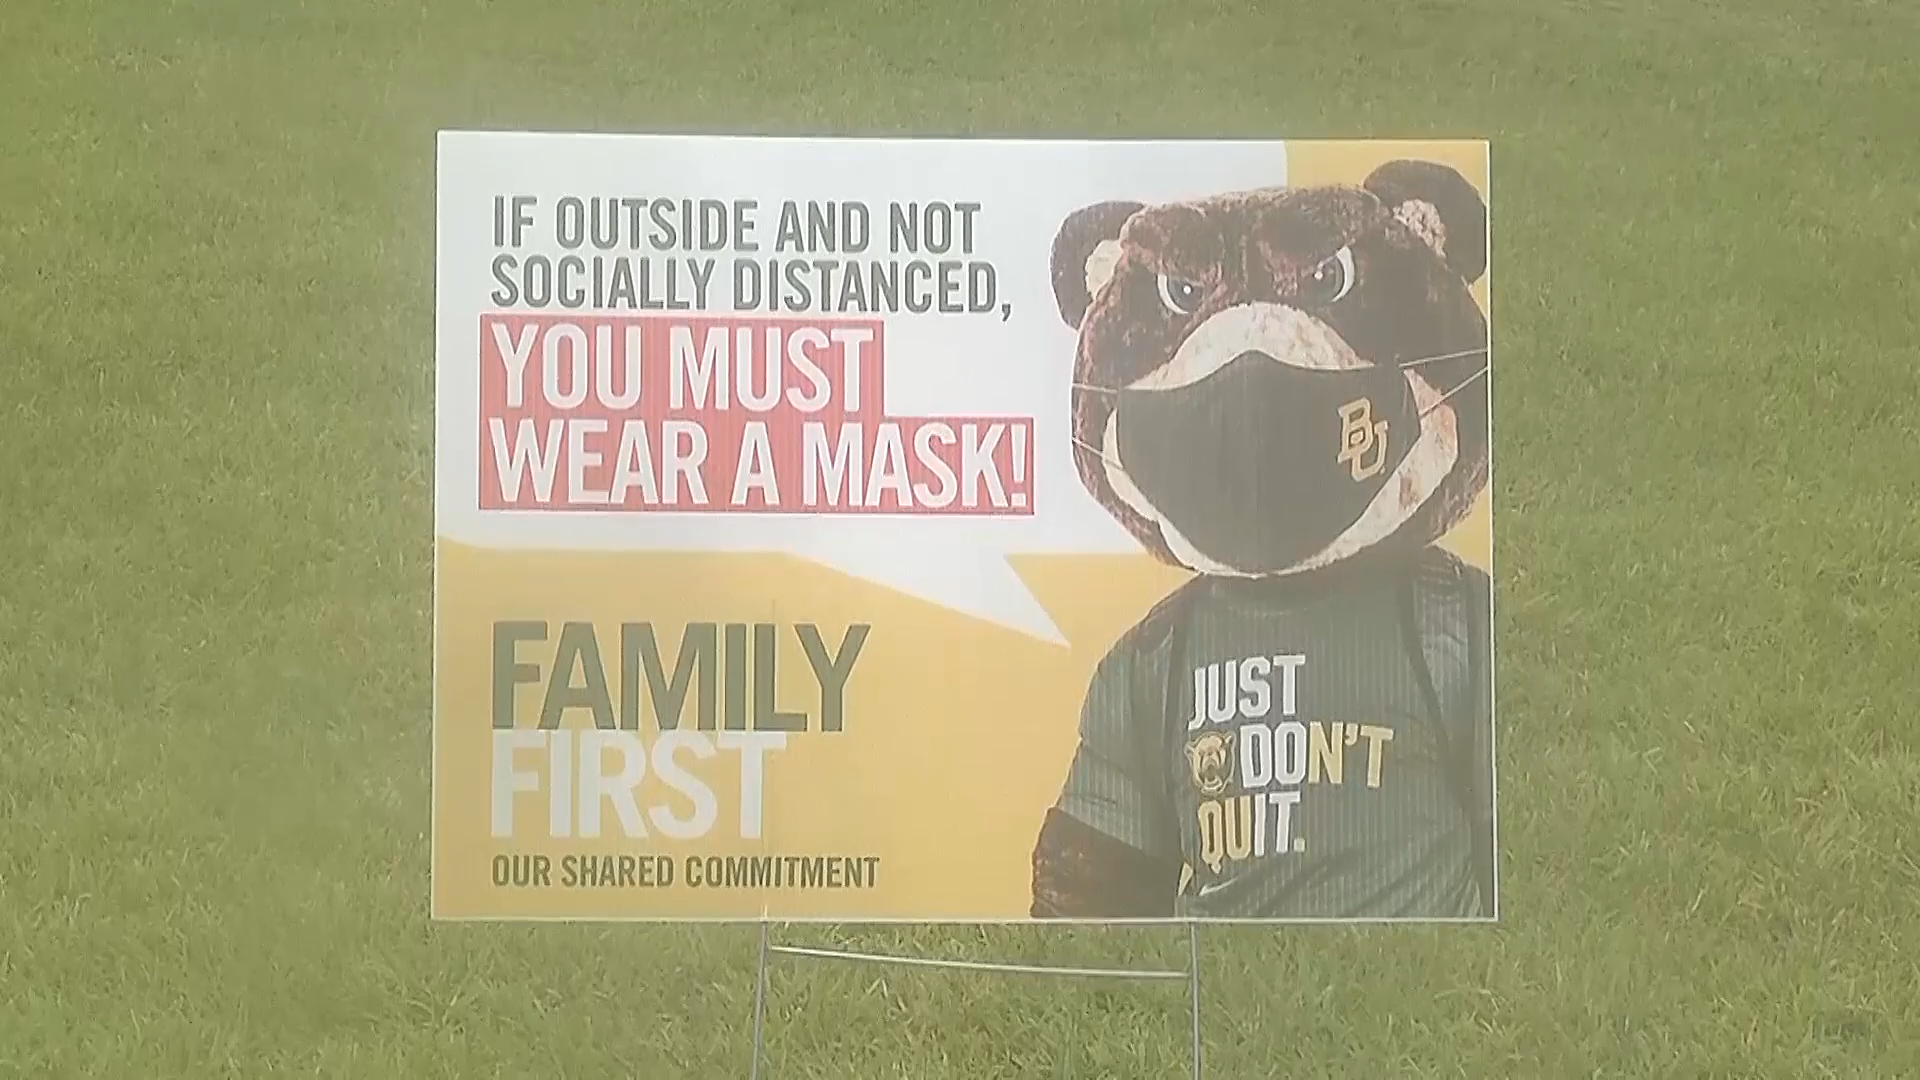 IF OUTSIDE AND NOT
SOCIALLY DISTANCED,
YOU MUST
WEAR A MASK!
BU
FAMILY
FIRST
OUR SHARED COMMITMENT
JUST
DON'T
QUIT.